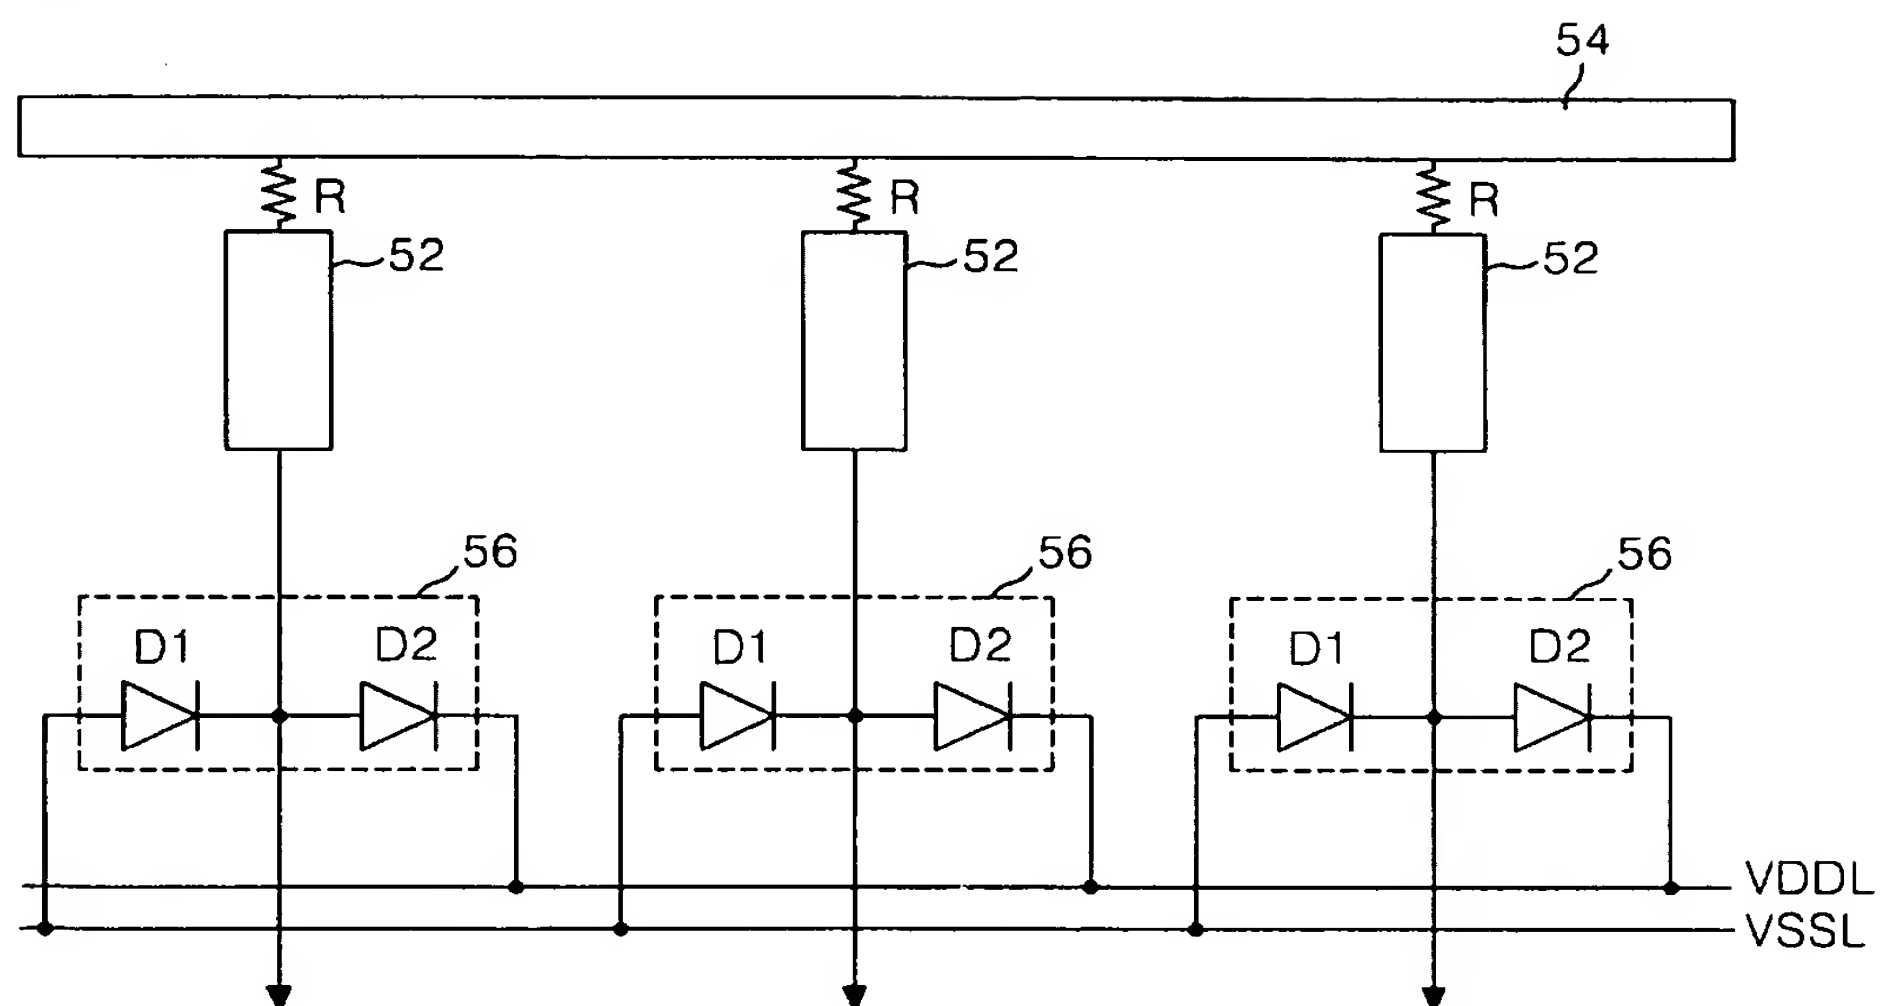 54
R R R
52 52 52
56 56 56
D1 D2 D1 D2 D1 D2
VDDL
VSSL